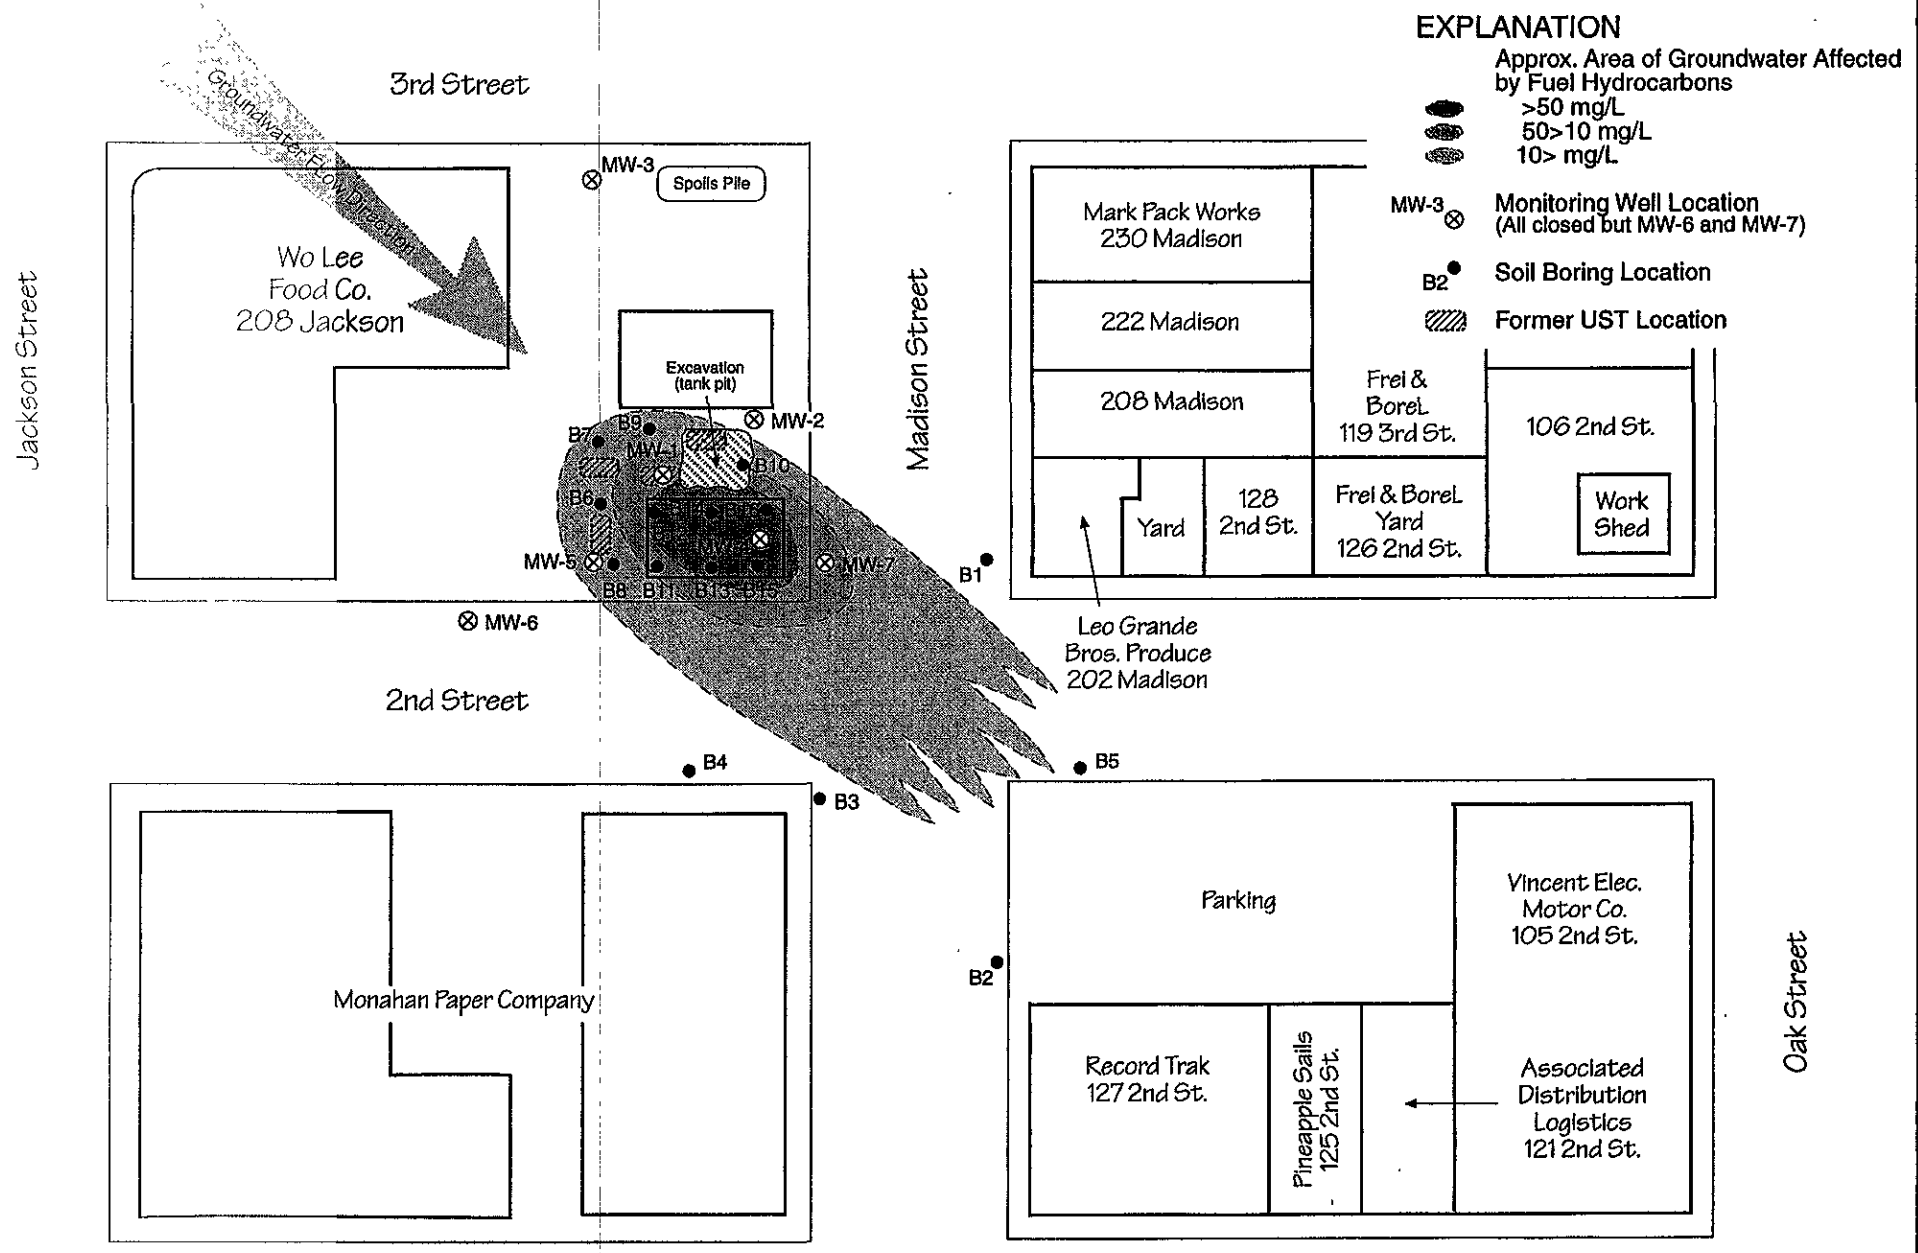 EXPLANATION
Approx. Area of Groundwater Affected
by Fuel Hydrocarbons
>50 mg/L
50>10 mg/L
10> mg/L
MW-3
Monitoring Well Location
(All closed but MW-6 and MW-7)
B2
Soil Boring Location
Former UST Location
3rd Street
Groundwater Flow Direction
MW-3
Spoils Pile
Wo Lee
Food Co.
208 Jackson
Jackson Street
Madison Street
Excavation
(tank pit)
MW-2
B9
B7
MW-1
B10
B6
MW-5
B8
B11
B13
B15
MW-7
MW-6
B1
Mark Pack Works
230 Madison
222 Madison
208 Madison
Frei &
Borel
119 3rd St.
106 2nd St.
Yard
128
2nd St.
Frei & Borel
Yard
126 2nd St.
Work
Shed
Leo Grande
Bros. Produce
202 Madison
2nd Street
B4
B3
B5
B2
Monahan Paper Company
Parking
Vincent Elec.
Motor Co.
105 2nd St.
Record Trak
127 2nd St.
Pineapple Sails
125 2nd St.
Associated
Distribution
Logistics
121 2nd St.
Oak Street